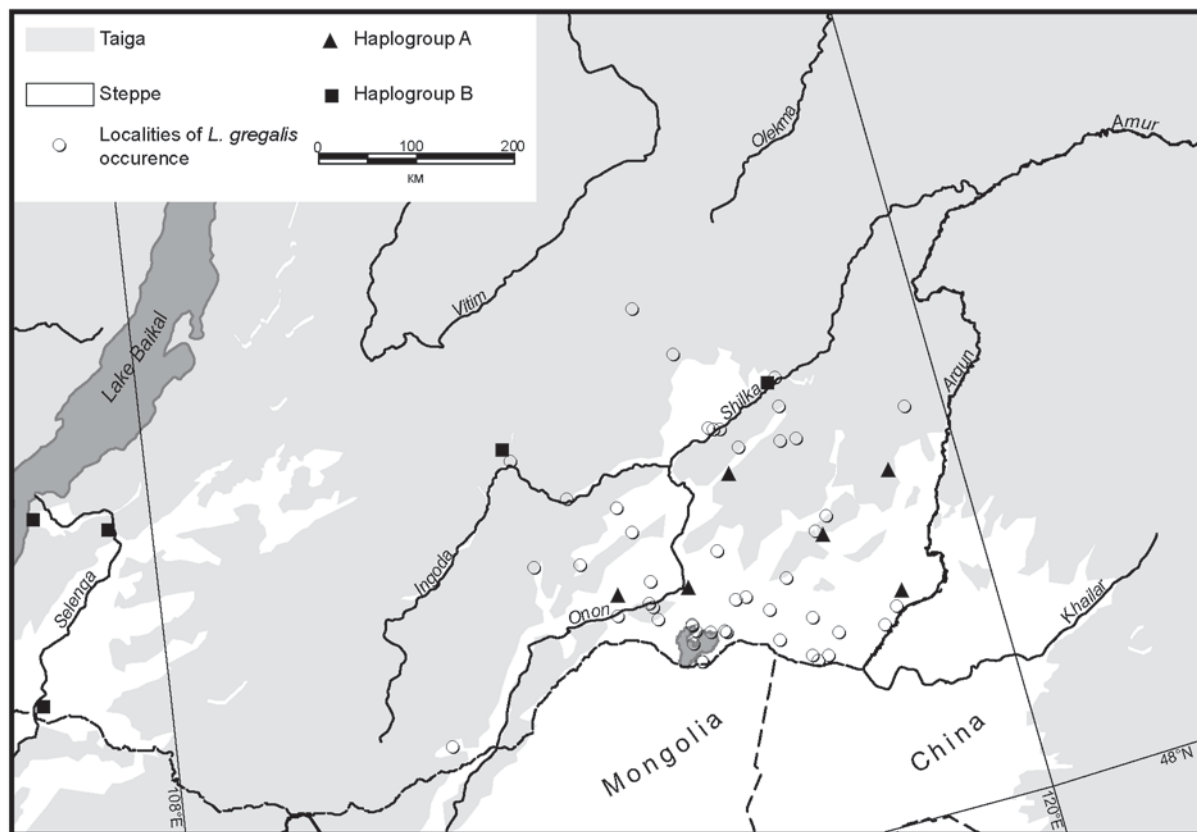 Taiga
Steppe
Localities of L. gregalis
occurence
Haplogroup A
Haplogroup B
0 100 200
КМ
Olekma
Amur
Vitim
Lake Baikal
Shilka
Argun
Selenga
Ingoda
Onon
Khailar
Mongolia
China
108°E
120°E
48°N